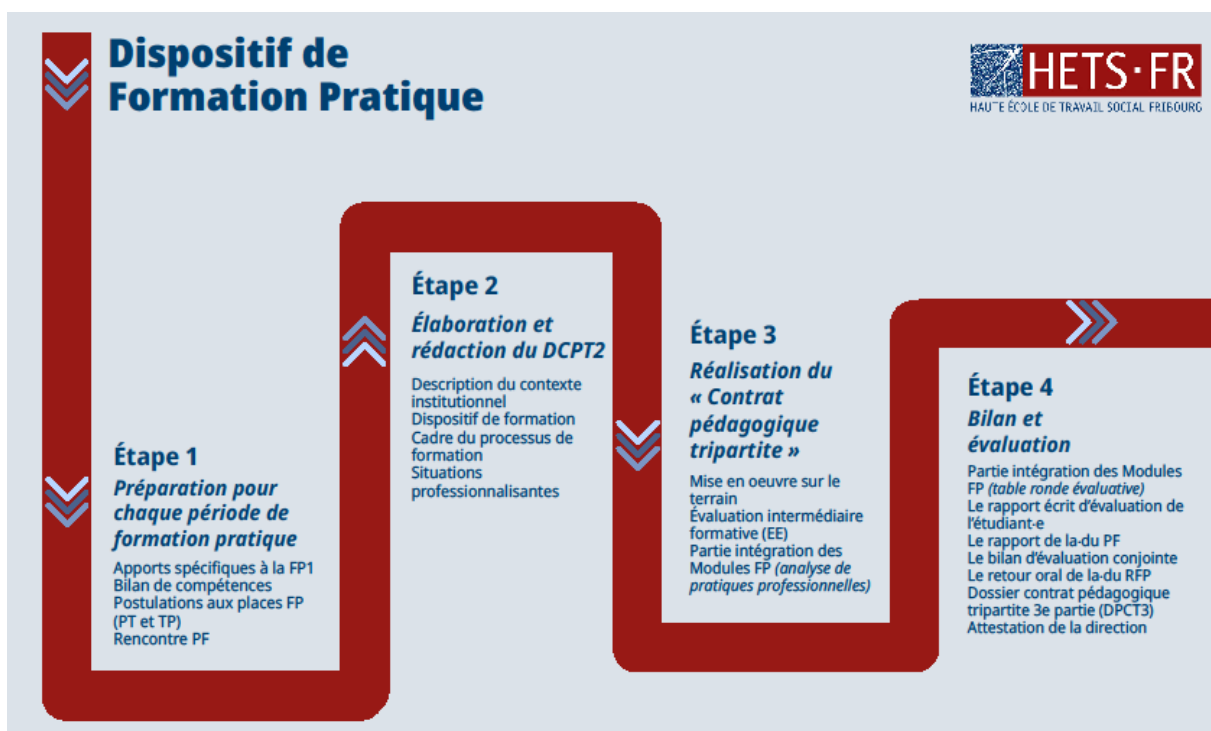 Dispositif de
Formation Pratique
HETS·FR
HAUTE ÉCOLE DE TRAVAIL SOCIAL FRIBOURG
Étape 1
Préparation pour
chaque période de
formation pratique
Apports spécifiques à la FP1
Bilan de compétences
Postulations aux places FP
(PT et TP)
Rencontre PF
Étape 2
Élaboration et
rédaction du DCPT2
Description du contexte
institutionnel
Dispositif de formation
Cadre du processus de
formation
Situations
professionnalisantes
Étape 3
Réalisation du
« Contrat
pédagogique
tripartite »
Mise en oeuvre sur le
terrain
Évaluation intermédiaire
formative (EE)
Partie intégration des
Modules FP (analyse de
pratiques professionnelles)
Étape 4
Bilan et
évaluation
Partie intégration des Modules
FP (table ronde évaluative)
Le rapport écrit d'évaluation de
l'étudiant·e
Le rapport de la·du PF
Le bilan d'évaluation conjointe
Le retour oral de la·du RFP
Dossier contrat pédagogique
tripartite 3e partie (DPCT3)
Attestation de la direction